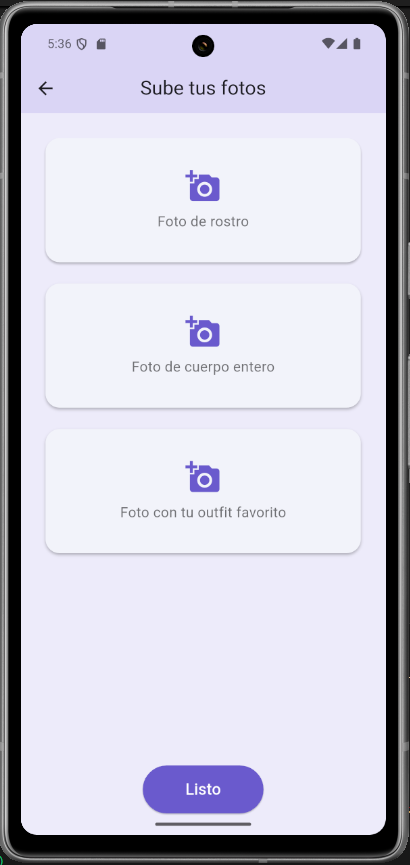 5:36
Sube tus fotos
Foto de rostro
Foto de cuerpo entero
Foto con tu outfit favorito
Listo